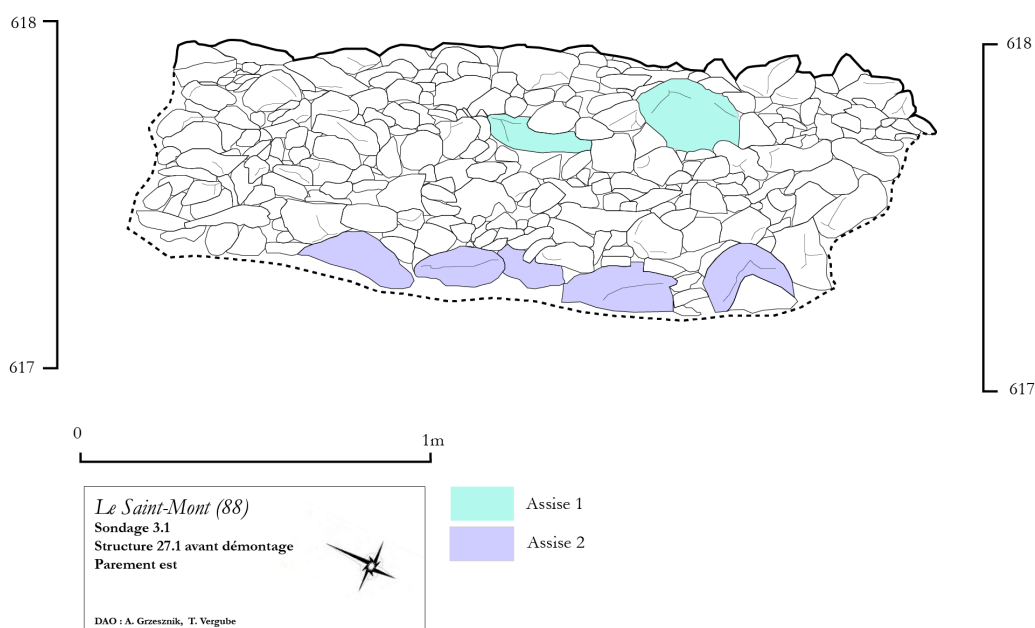 618
618
617
617
0
1m
Le Saint-Mont (88)
Sondage 3.1
Structure 27.1 avant démontage
Parement est
DAO : A. Grzesznik, T. Vergube
Assise 1
Assise 2